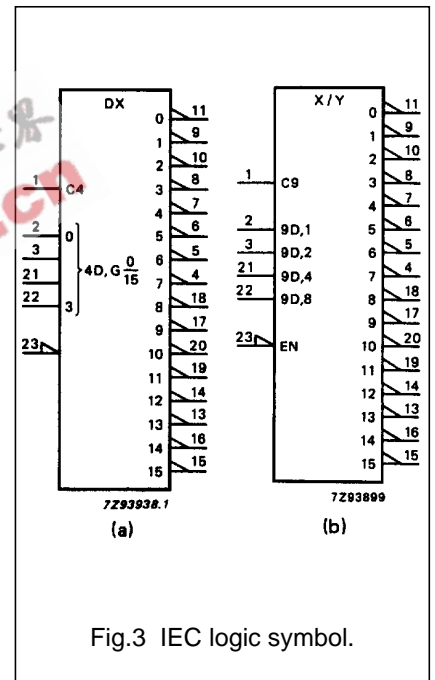 DX
0 11
1 9
2 10
1 C4 3 8
4 7
2 0 5 6
3 4D, G 0/15 6 5
21 7 4
22 3 8 18
9 17
23 10 20
11 19
12 14
13 13
14 16
15 15
7Z93938.1
(a)
X/Y
0 11
1 9
2 10
1 C9 3 8
4 7
2 9D,1 5 6
3 9D,2 6 5
21 9D,4 7 4
22 9D,8 8 18
9 17
23 EN 10 20
11 19
12 14
13 13
14 16
15 15
7Z93899
(b)
Fig.3 IEC logic symbol.